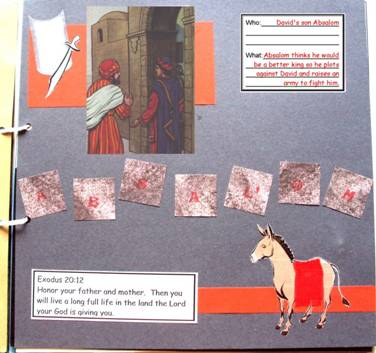 Who: David's son Absalom
What: Absalom thinks he would
be a better king so he plots
against David and raises an
army to fight him.
ABSALOM
Exodus 20:12
Honor your father and mother. Then you
will live a long full life in the land the Lord
your God is giving you.